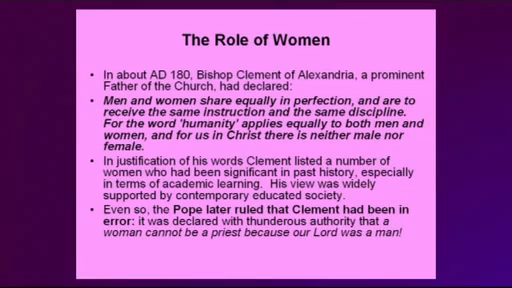 The Role of Women
• In about AD 180, Bishop Clement of Alexandria, a prominent
Father of the Church, had declared:
• Men and women share equally in perfection, and are to
receive the same instruction and the same discipline.
For the word 'humanity' applies equally to both men and
women, and for us in Christ there is neither male nor
female.
• In justification of his words Clement listed a number of
women who had been significant in past history, especially
in terms of academic learning.  His view was widely
supported by contemporary educated society.
• Even so, the Pope later ruled that Clement had been in
error: it was declared with thunderous authority that a
woman cannot be a priest because our Lord was a man!